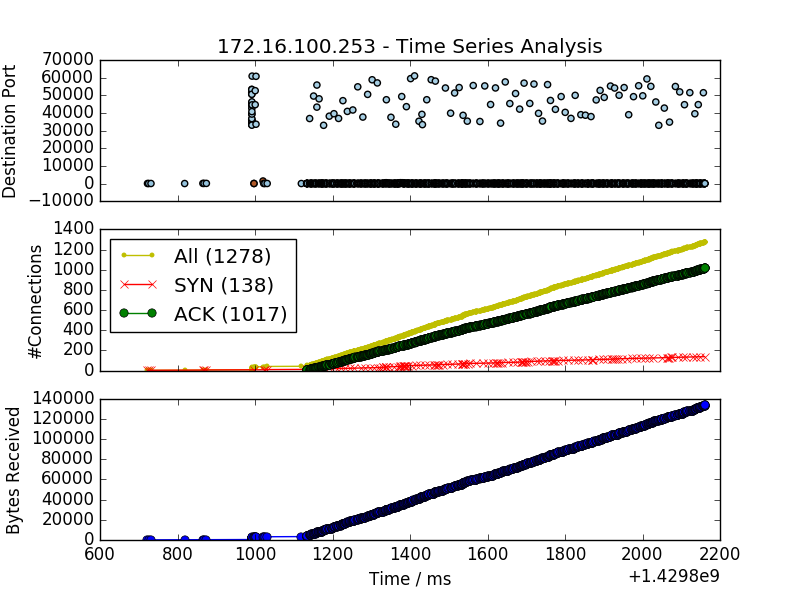 172.16.100.253 - Time Series Analysis
Destination Port
70000
60000
50000
40000
30000
20000
10000
0
−10000
#Connections
1400
1200
1000
800
600
400
200
0
All (1278)
SYN (138)
ACK (1017)
Bytes Received
140000
120000
100000
80000
60000
40000
20000
0
600 800 1000 1200 1400 1600 1800 2000 2200
Time / ms
+1.4298e9